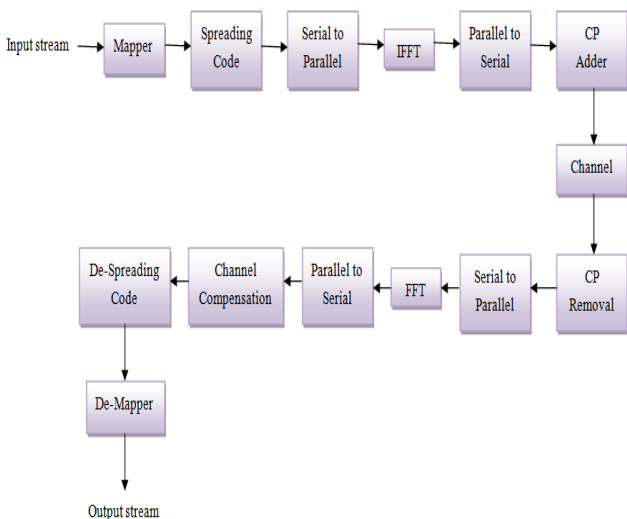 Input stream
Mapper
Spreading
Code
Serial to
Parallel
IFFT
Parallel to
Serial
CP
Adder
Channel
CP
Removal
Serial to
Parallel
FFT
Parallel to
Serial
Channel
Compensation
De-Spreading
Code
De-Mapper
Output stream